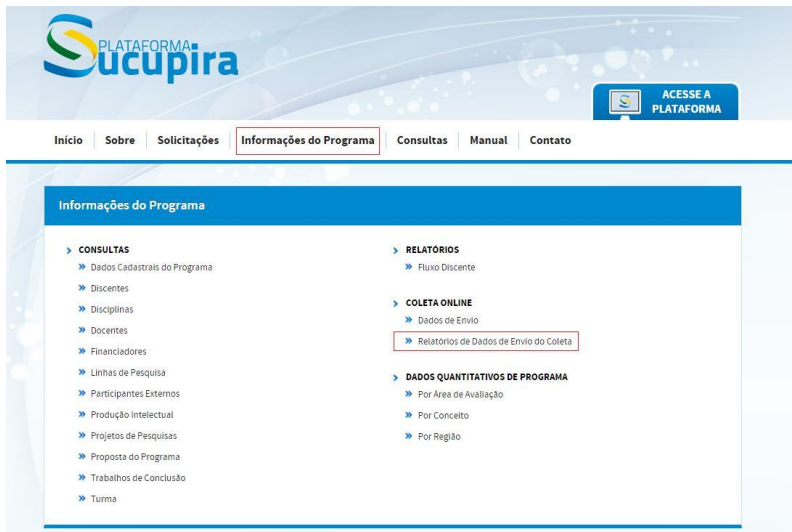 PLATAFORMA
Sucupira
ACESSE A
PLATAFORMA
Início
Sobre
Solicitações
Informações do Programa
Consultas
Manual
Contato
Informações do Programa
CONSULTAS
Dados Cadastrais do Programa
Discentes
Disciplinas
Docentes
Financiadores
Linhas de Pesquisa
Participantes Externos
Produção Intelectual
Projetos de Pesquisas
Proposta do Programa
Trabalhos de Conclusão
Turma
RELATÓRIOS
Fluxo Discente
COLETA ONLINE
Dados de Envio
Relatórios de Dados de Envio do Coleta
DADOS QUANTITATIVOS DE PROGRAMA
Por Área de Avaliação
Por Conceito
Por Região